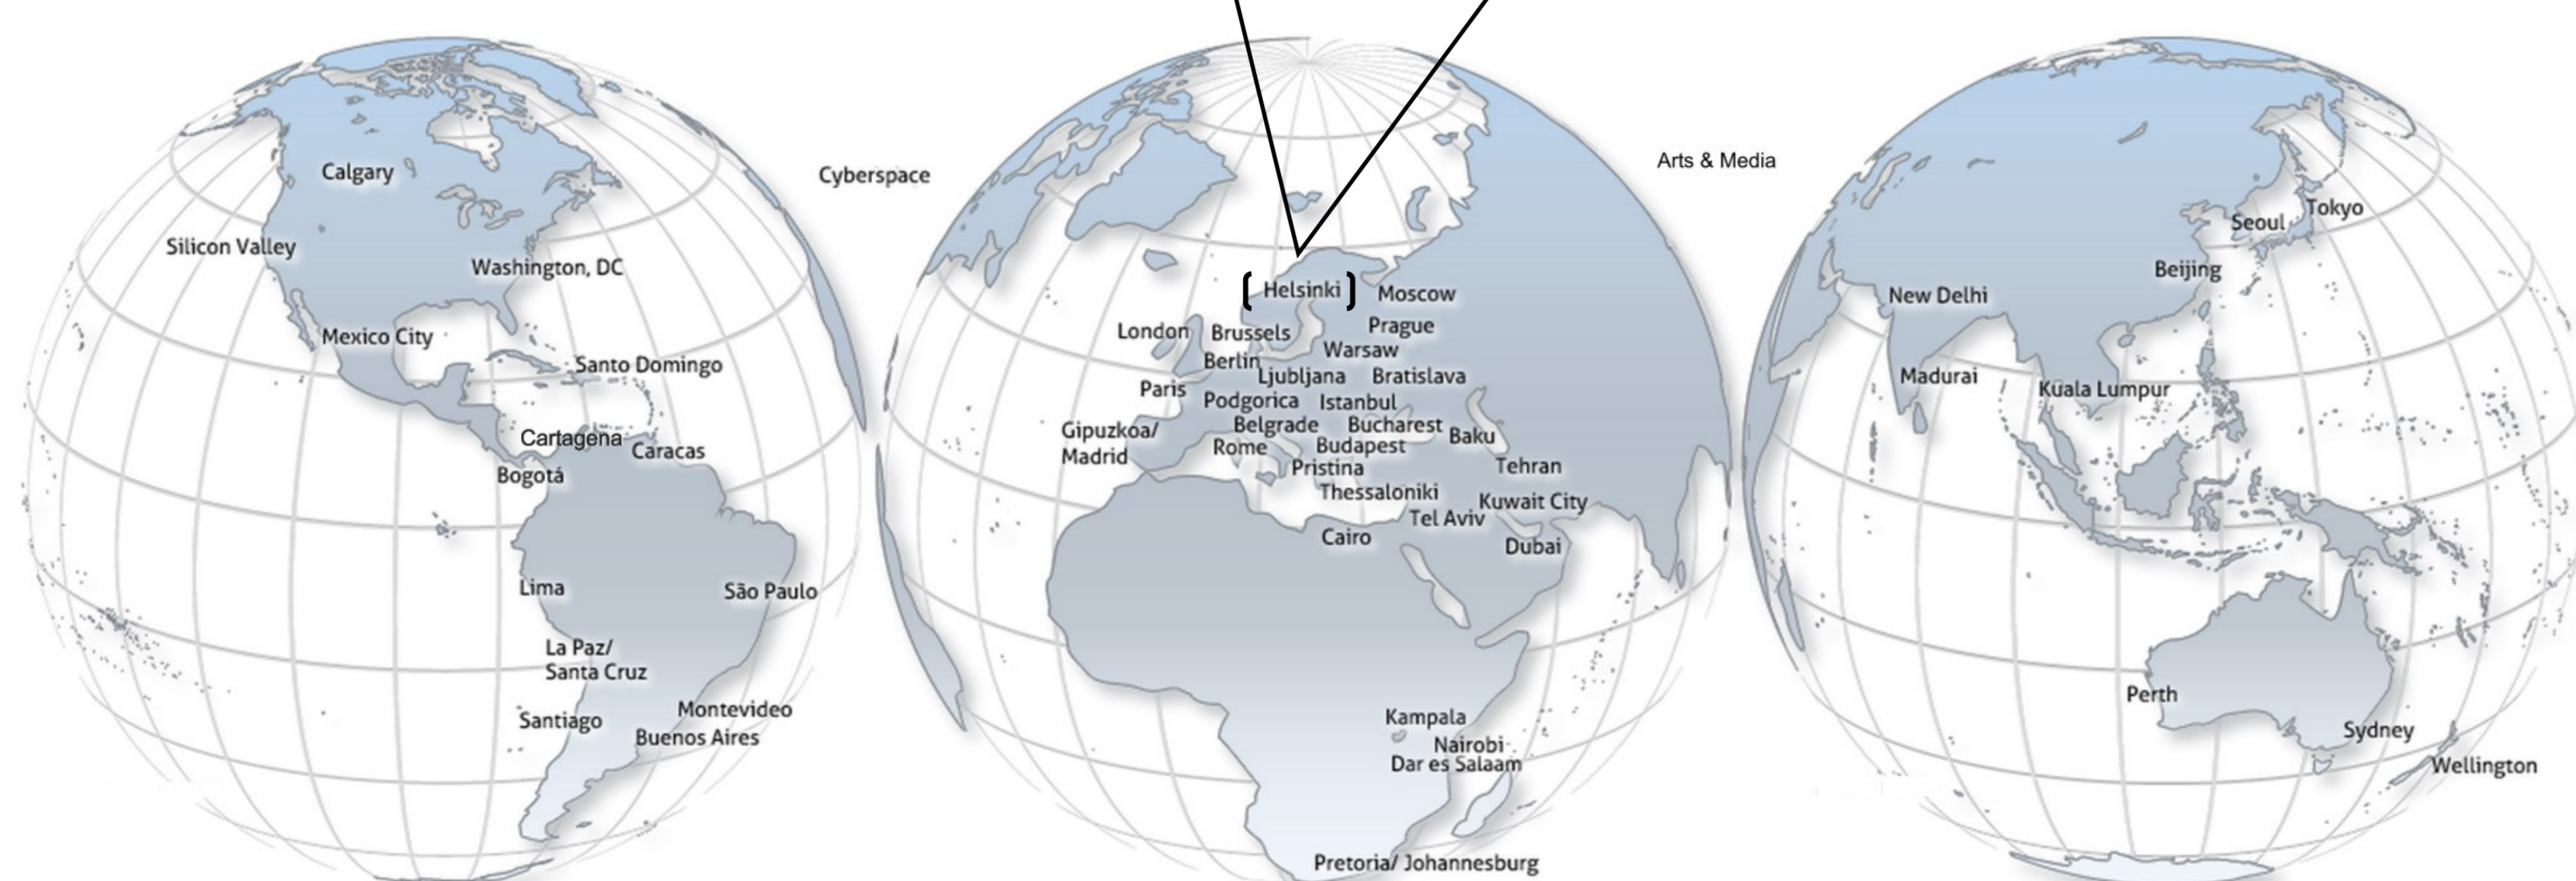 Calgary
Silicon Valley
Washington, DC
Mexico City
Santo Domingo
Cartagena
Caracas
Bogotá
Lima
São Paulo
La Paz/
Santa Cruz
Santiago
Montevideo
Buenos Aires
Cyberspace
[ Helsinki ]
Moscow
London
Brussels
Prague
Berlin
Warsaw
Paris
Ljubljana
Bratislava
Podgorica
Istanbul
Gipuzkoa/
Madrid
Belgrade
Bucharest
Rome
Budapest
Baku
Pristina
Tehran
Thessaloniki
Kuwait City
Tel Aviv
Cairo
Dubai
Kampala
Nairobi
Dar es Salaam
Pretoria/ Johannesburg
Arts & Media
Seoul
Tokyo
Beijing
New Delhi
Madurai
Kuala Lumpur
Perth
Sydney
Wellington